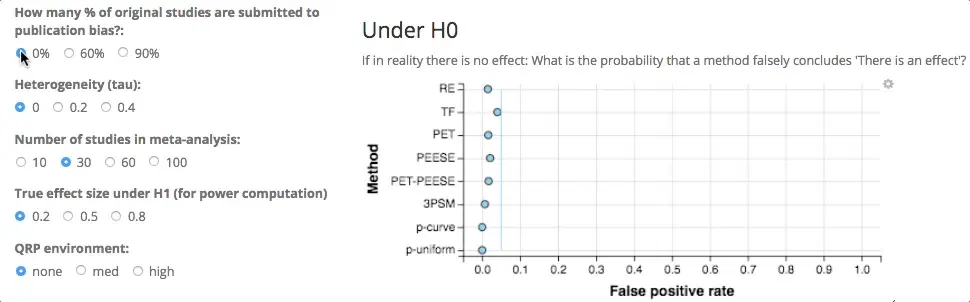 How many % of original studies are submitted to
publication bias?:
0% 60% 90%
Heterogeneity (tau):
0 0.2 0.4
Number of studies in meta-analysis:
10 30 60 100
True effect size under H1 (for power computation)
0.2 0.5 0.8
QRP environment:
none med high
Under H0
If in reality there is no effect: What is the probability that a method falsely concludes 'There is an effect'?
Method
RE
TF
PET
PEESE
PET-PEESE
3PSM
p-curve
p-uniform
0.0 0.1 0.2 0.3 0.4 0.5 0.6 0.7 0.8 0.9 1.0
False positive rate